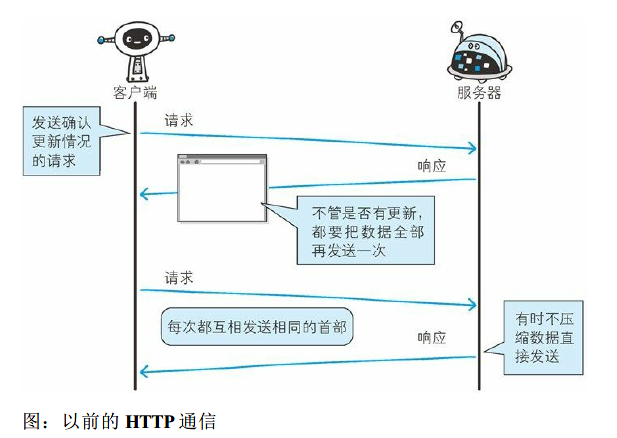 客户端
服务器
发送确认
更新情况
的请求
请求
响应
不管是否有更新，
都要把数据全部
再发送一次
请求
每次都互相发送相同的首部
响应
有时不压
缩数据直
接发送
图：以前的 HTTP 通信